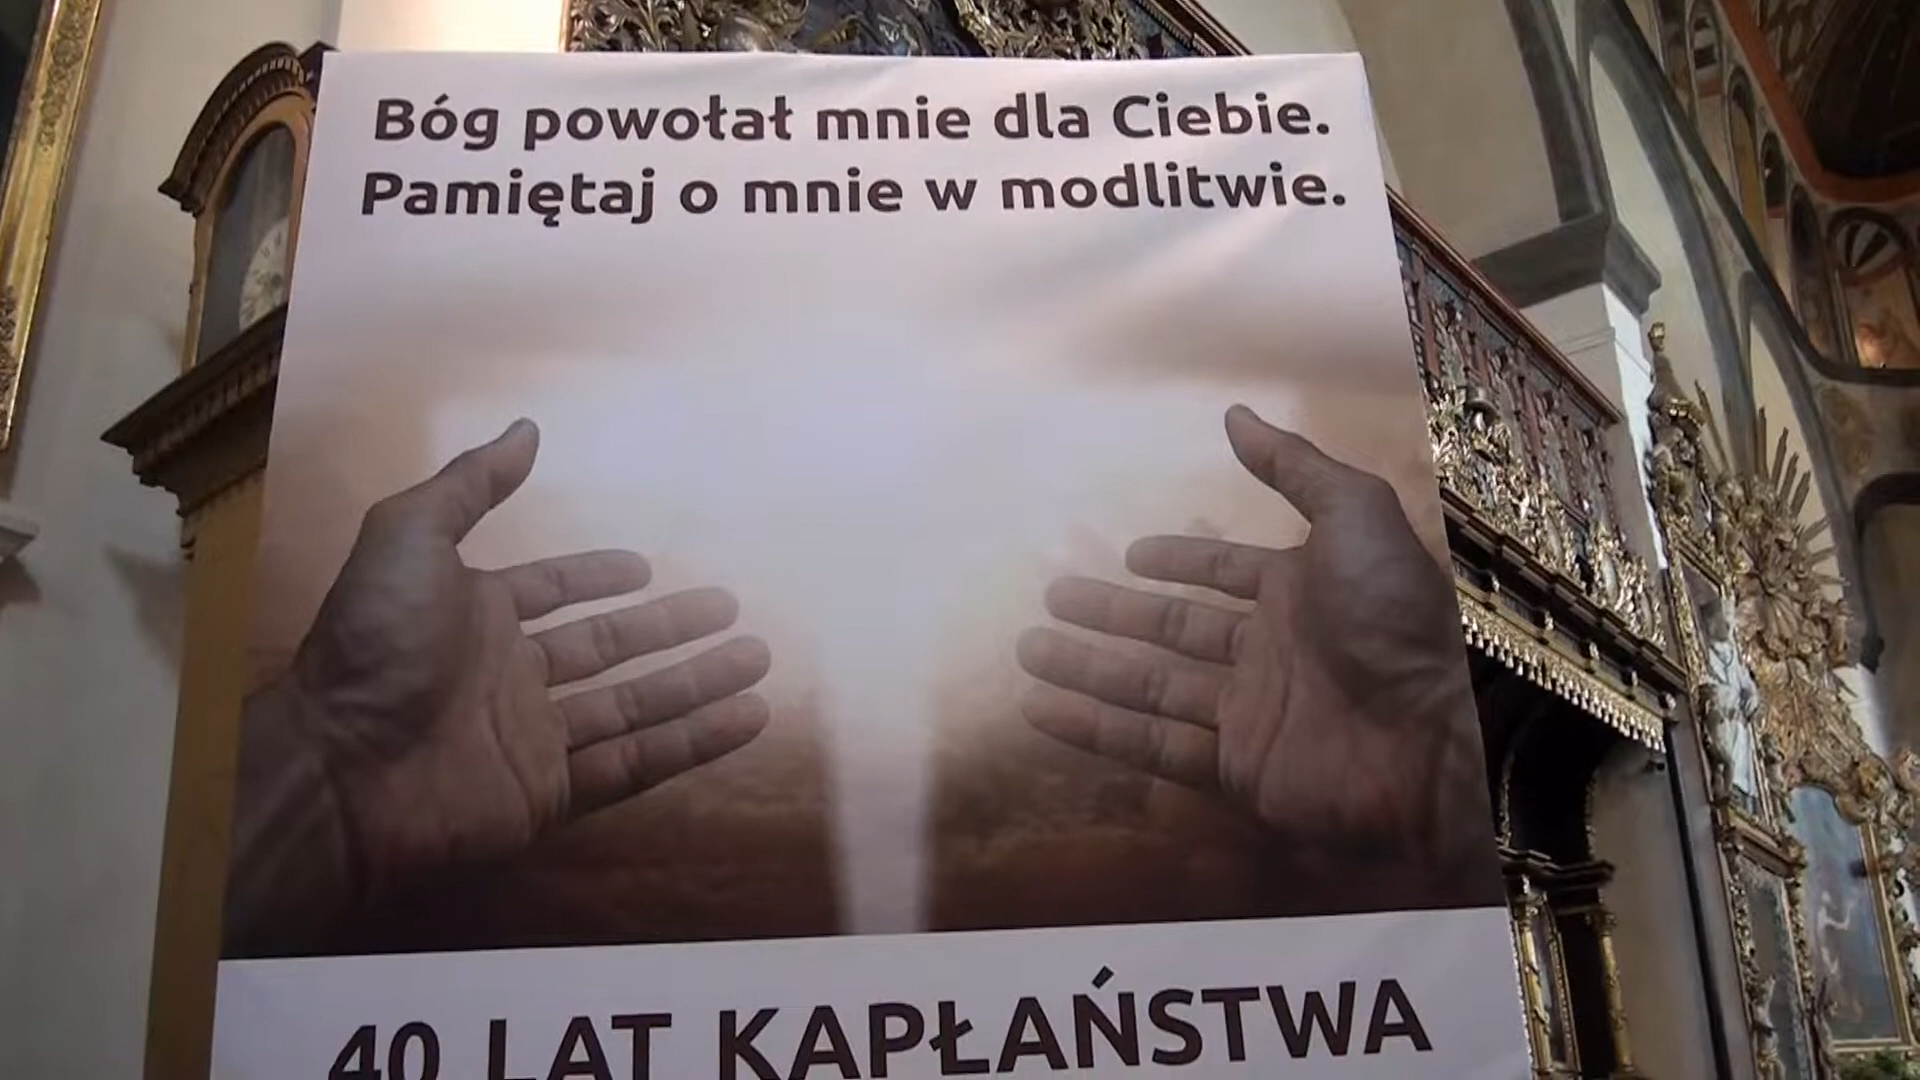 Bóg powołał mnie dla Ciebie.
Pamiętaj o mnie w modlitwie.
40 LAT KAPŁAŃSTWA